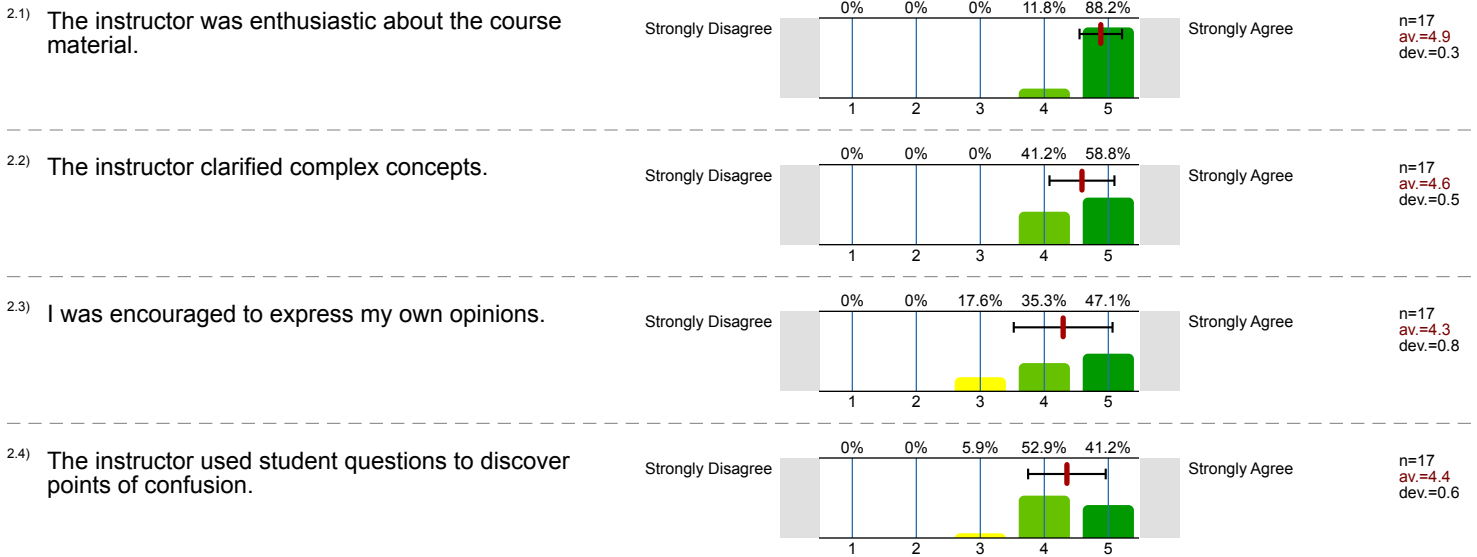 0% 0% 0% 11.8% 88.2%
2.1) The instructor was enthusiastic about the course
material.
Strongly Disagree
Strongly Agree
n=17
av.=4.9
dev.=0.3
1 2 3 4 5
0% 0% 0% 41.2% 58.8%
2.2) The instructor clarified complex concepts.
Strongly Disagree
Strongly Agree
n=17
av.=4.6
dev.=0.5
1 2 3 4 5
0% 0% 17.6% 35.3% 47.1%
2.3) I was encouraged to express my own opinions.
Strongly Disagree
Strongly Agree
n=17
av.=4.3
dev.=0.8
1 2 3 4 5
0% 0% 5.9% 52.9% 41.2%
2.4) The instructor used student questions to discover
points of confusion.
Strongly Disagree
Strongly Agree
n=17
av.=4.4
dev.=0.6
1 2 3 4 5